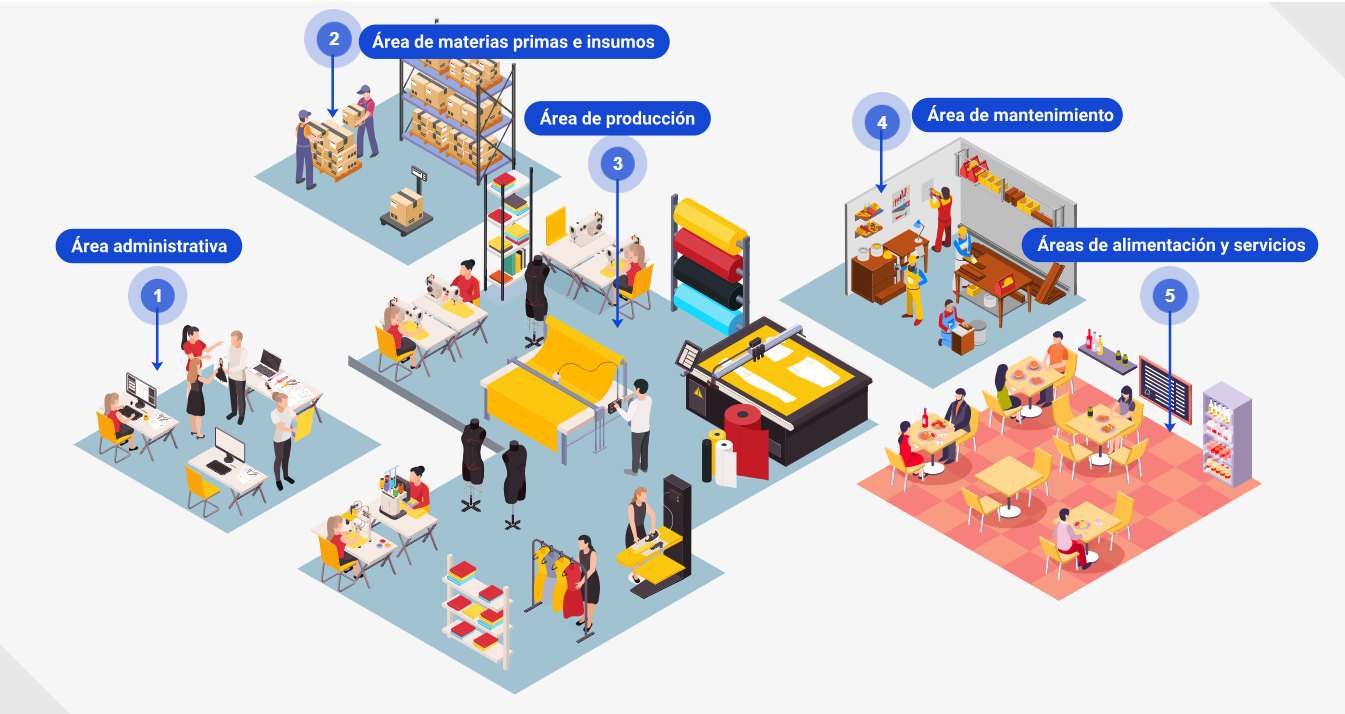 1
Área administrativa
2
Área de materias primas e insumos
3
Área de producción
4
Área de mantenimiento
5
Áreas de alimentación y servicios